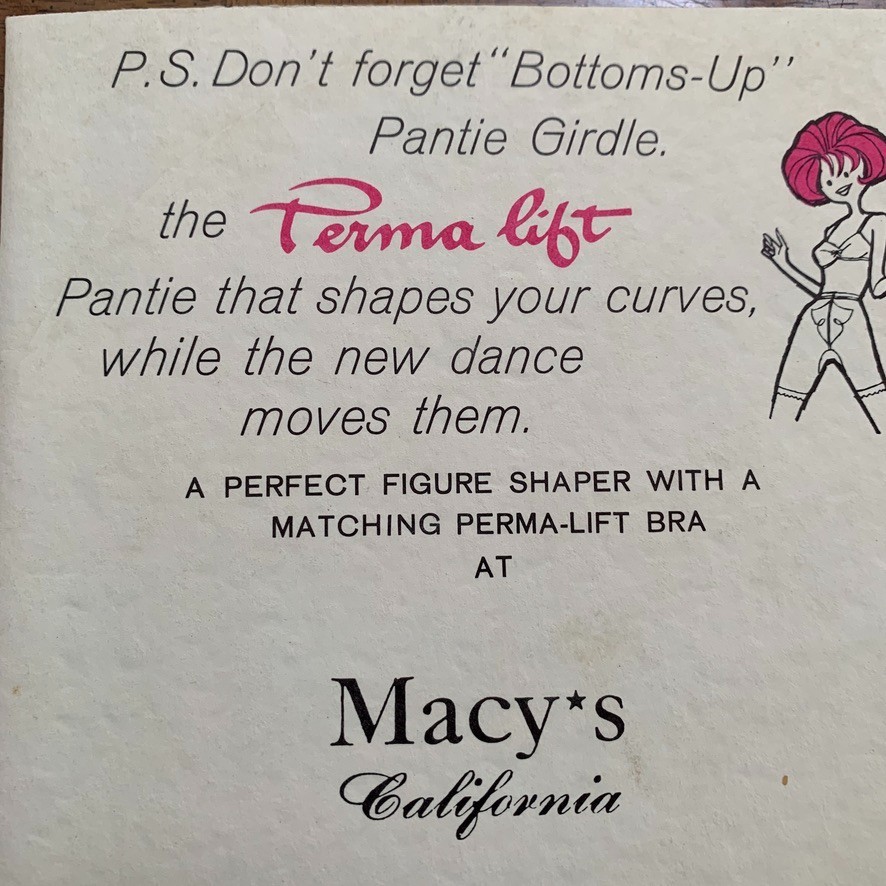 P.S. Don't forget "Bottoms-Up"
Pantie Girdle.
the Perma lift
Pantie that shapes your curves,
while the new dance
moves them.
A PERFECT FIGURE SHAPER WITH A
MATCHING PERMA-LIFT BRA
AT
Macy★s
California